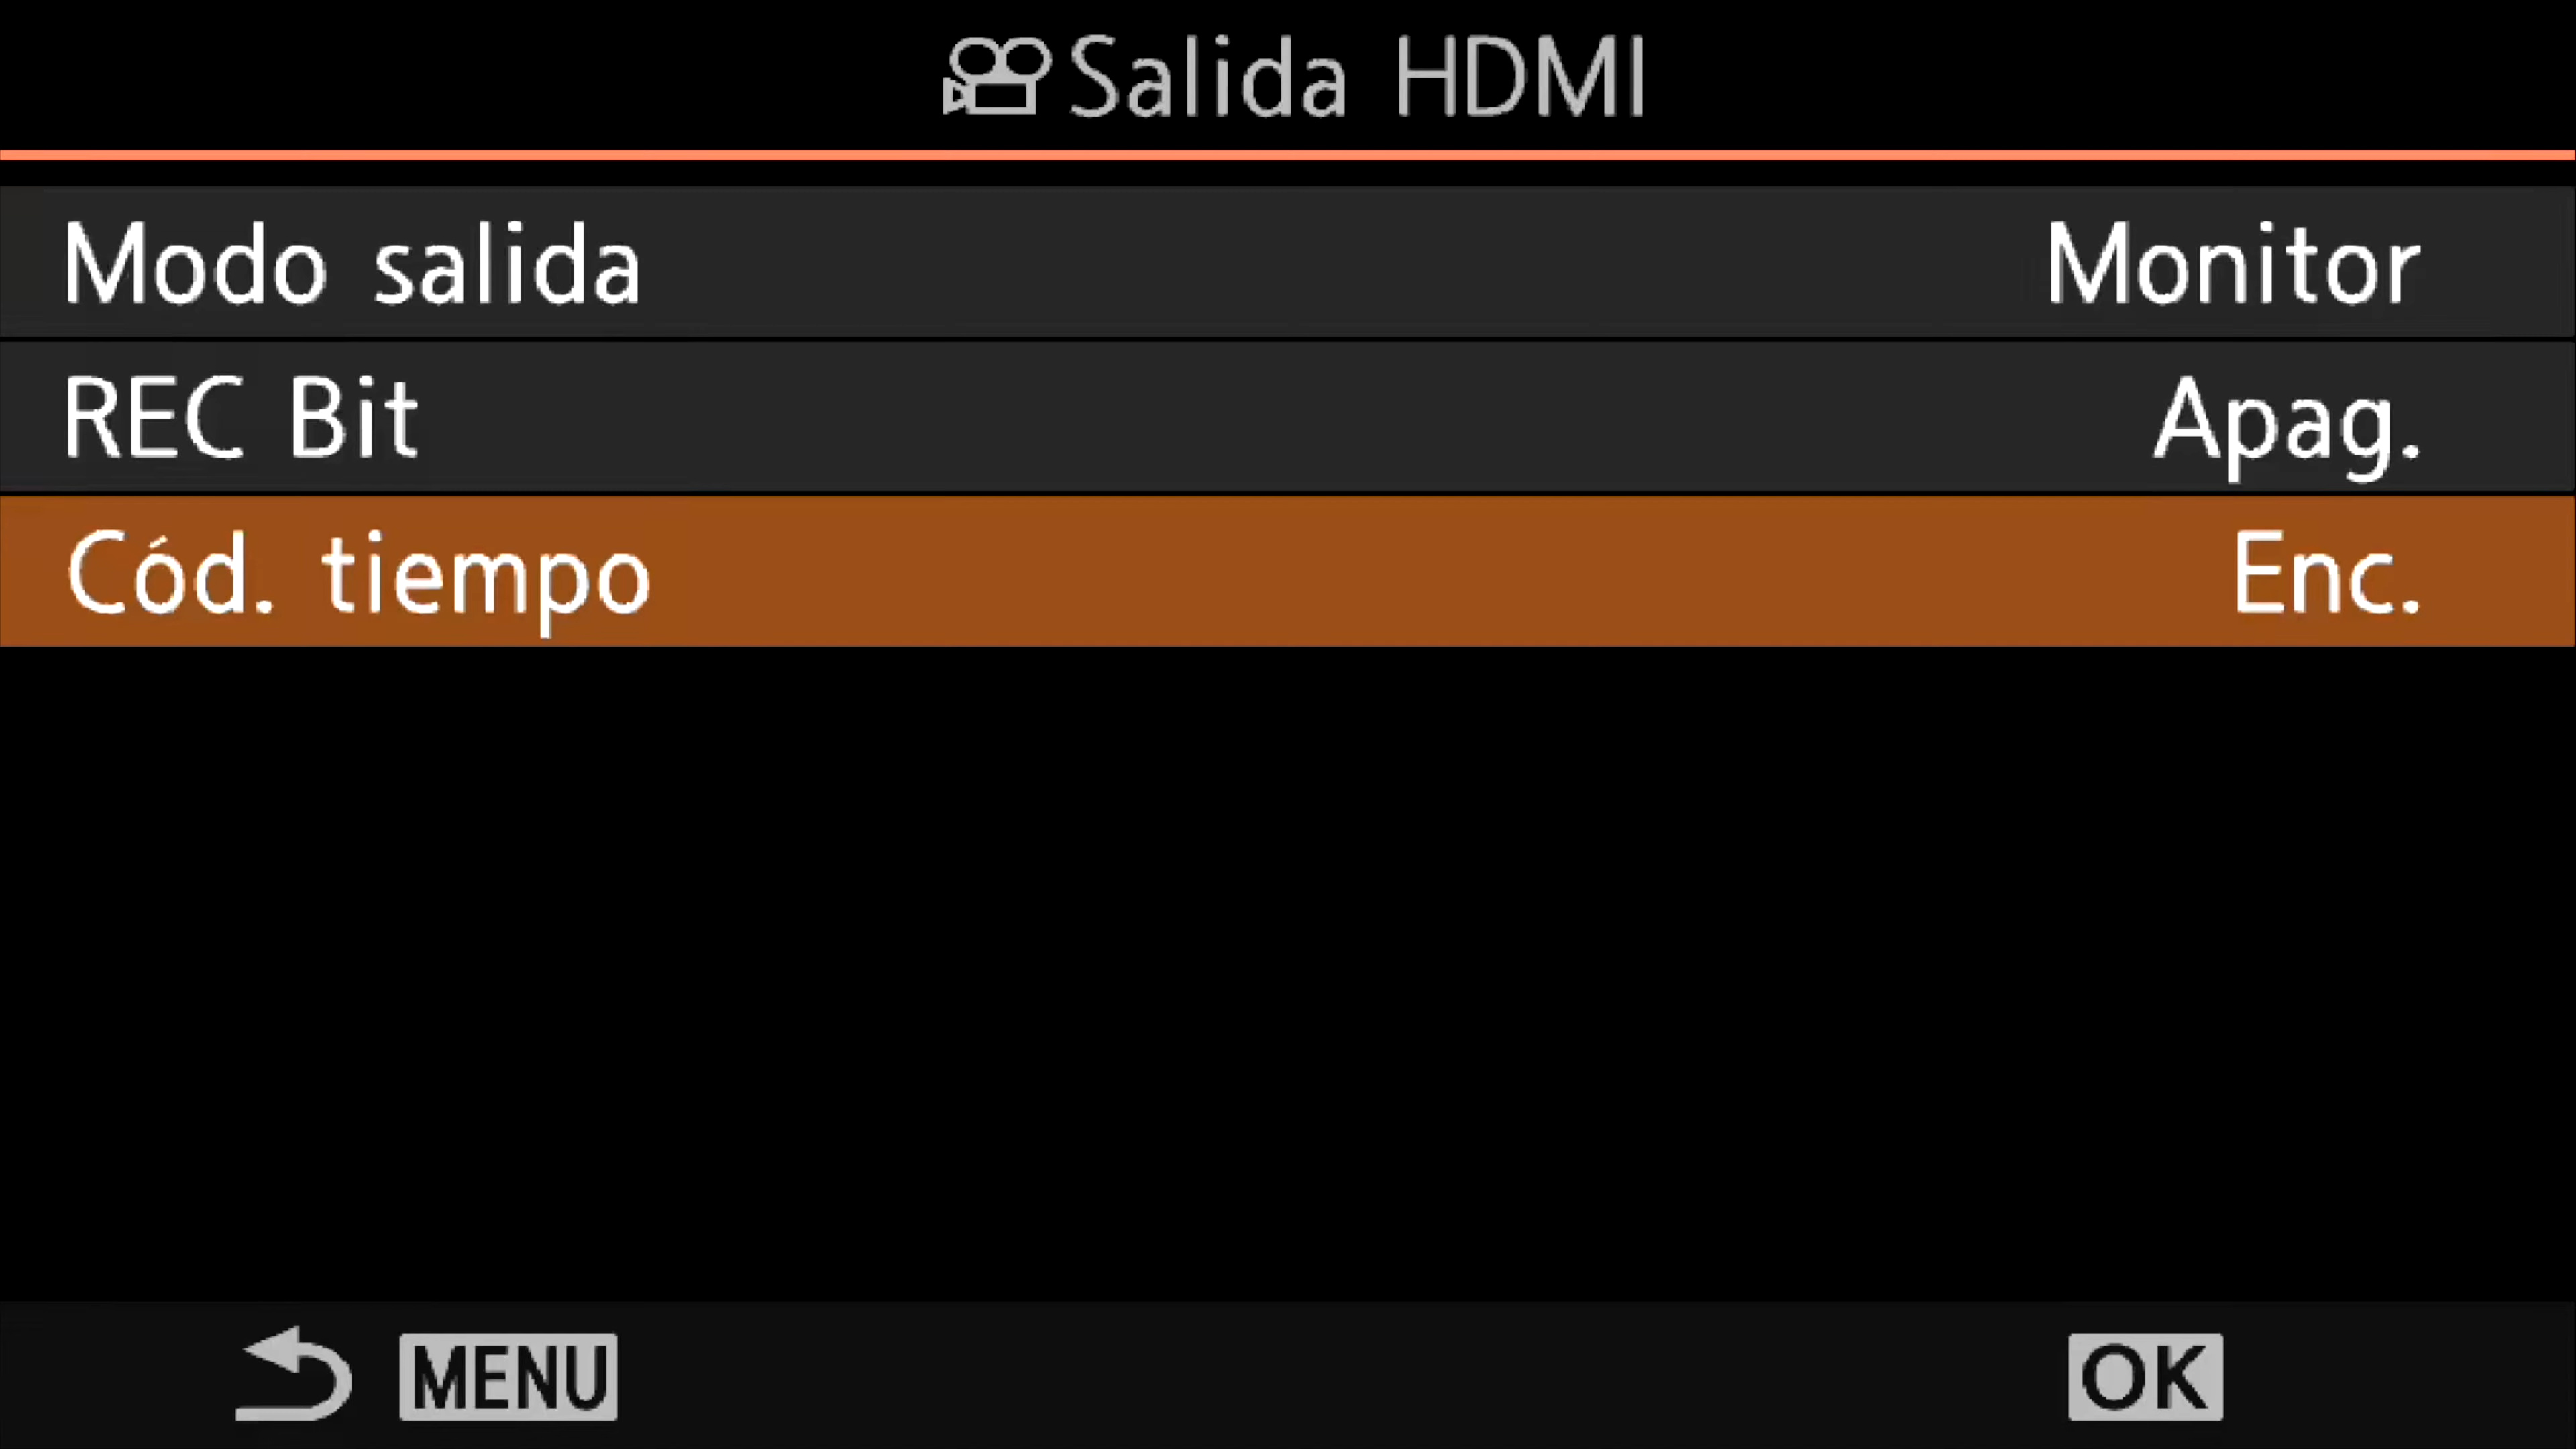 Salida HDMI
Modo salida Monitor
REC Bit Apag.
Cód. tiempo Enc.
MENU OK